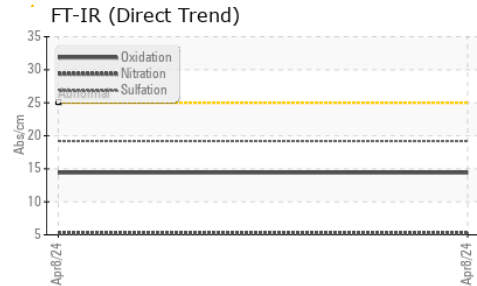 FT-IR (Direct Trend)
35
30
25
20
15
10
5
Abs/cm
Oxidation
Nitration
Sulfation
Abnormal
Apr8/24
Apr8/24